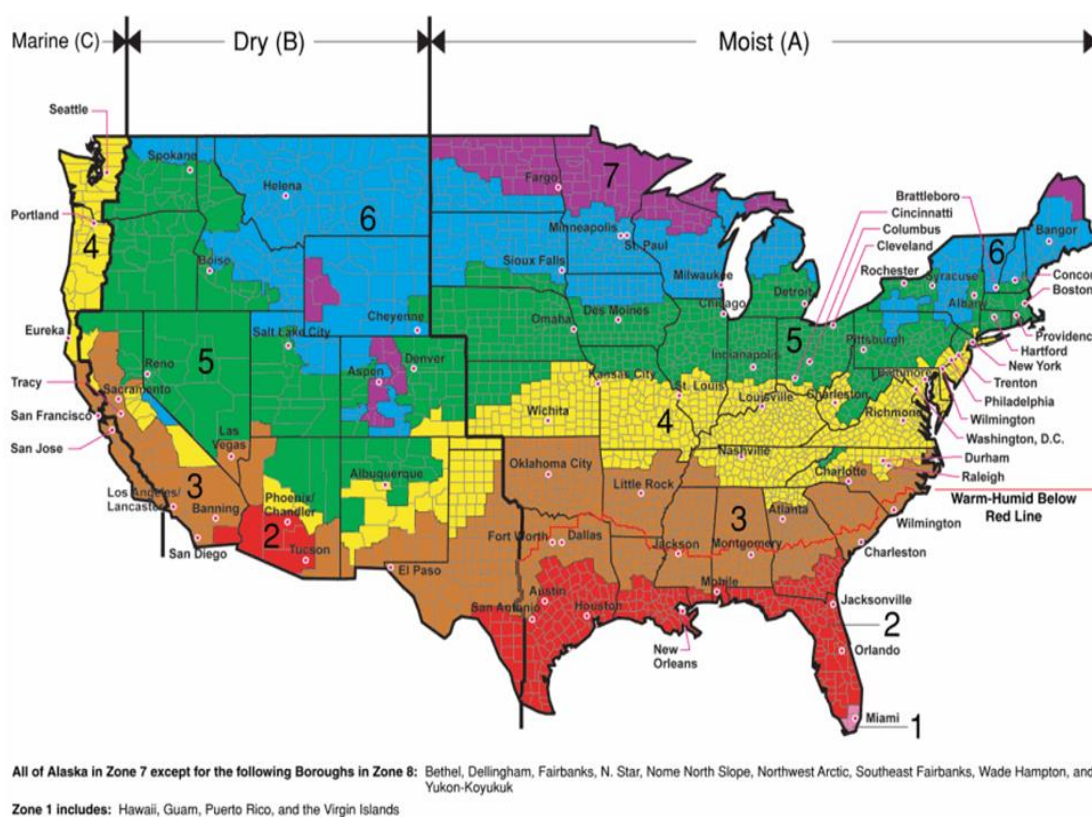 Marine (C)
Dry (B)
Moist (A)
Seattle
Spokane
Helena
Fargo
7
Brattleboro
Cincinnatti
Columbus
Cleveland
Portland
4
6
Minneapolis
St. Paul
6
Bangor
Boise
Sioux Falls
Milwaukee
Rochester
Syracuse
Concor
Boston
Albany
Detroit
Chicago
Eureka
Cheyenne
Salt Lake City
Omaha
Des Moines
5
Reno
5
Denver
Aspen
Indianapolis
Pittsburgh
Providence
Hartford
New York
Trenton
Philadelphia
Wilmington
Washington, D.C.
Tracy
Sacramento
San Francisco
San Jose
Kansas City
St. Louis
Louisville
Charleston
Baltimore
Richmond
Wichita
4
Las
Vegas
Nashville
Durham
Raleigh
Charlotte
Albuquerque
Oklahoma City
Little Rock
3
Los Angeles/
Lancaster
Banning
Phoenix/
Chandler
2
3
Atlanta
Warm-Humid Below
Red Line
Wilmington
San Diego
Tucson
El Paso
Fort Worth
Dallas
Jackson
Montgomery
Charleston
Mobile
Austin
San Antonio
Houston
New
Orleans
Jacksonville
2
Orlando
Miami
1
All of Alaska in Zone 7 except for the following Boroughs in Zone 8: Bethel, Dellingham, Fairbanks, N. Star, Nome North Slope, Northwest Arctic, Southeast Fairbanks, Wade Hampton, and
Yukon-Koyukuk
Zone 1 includes: Hawaii, Guam, Puerto Rico, and the Virgin Islands